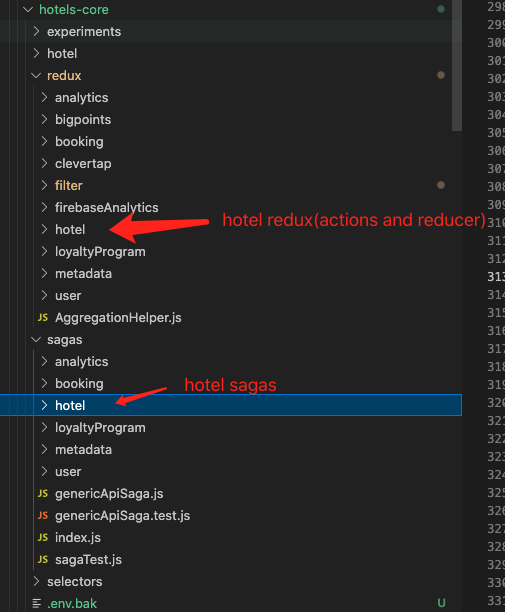 hotels-core
experiments
hotel
redux
analytics
bigpoints
booking
clevertap
filter
firebaseAnalytics
hotel
hotel redux(actions and reducer)
loyaltyProgram
metadata
user
JS AggregationHelper.js
sagas
analytics
booking
hotel sagas
hotel
loyaltyProgram
metadata
user
JS genericApiSaga.js
JS genericApiSaga.test.js
JS index.js
JS sagaTest.js
selectors
.env.bak U
298
299
300
301
302
303
304
305
306
307
308
309
310
311
312
313
314
315
316
317
318
319
320
321
322
323
324
325
326
327
328
329
330
331